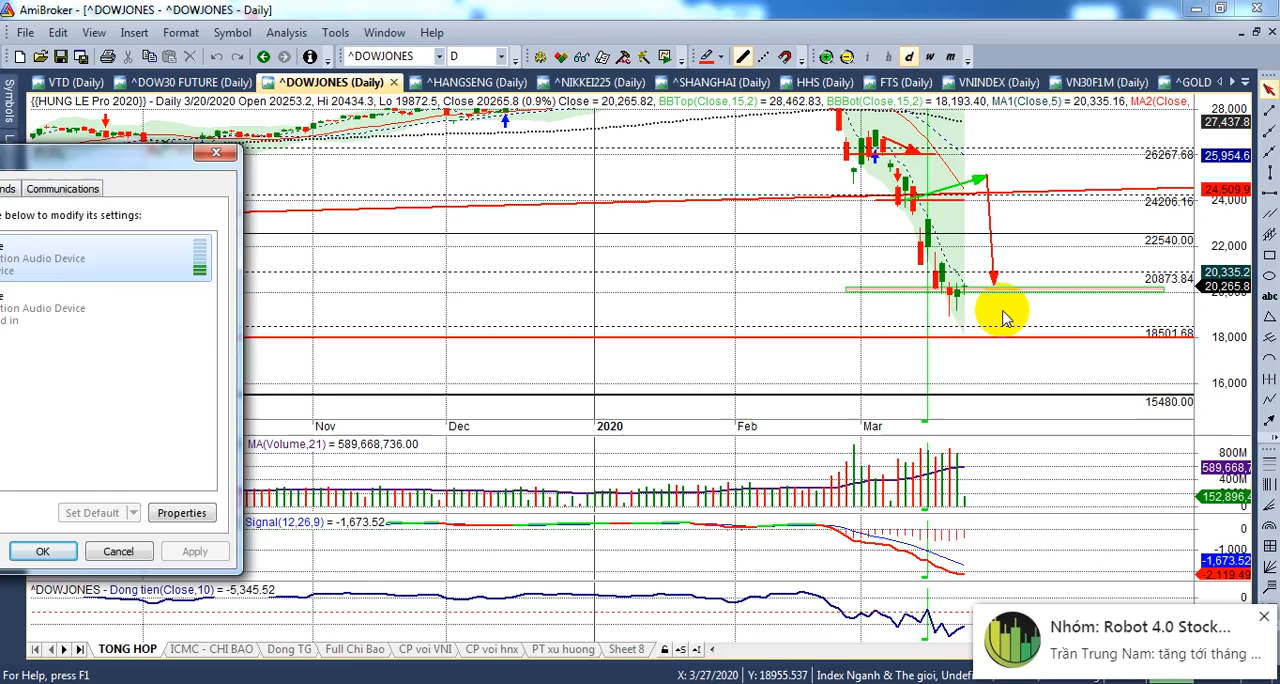 AmiBroker - [^DOWJONES - ^DOWJONES - Daily]
File Edit View Insert Format Symbol Analysis Tools Window Help
^DOWJONES D i h d w m
Symbols VTD (Daily) ^DOW30 FUTURE (Daily) ^DOWJONES (Daily) ^HANGSENG (Daily) ^NIKKEI225 (Daily) ^SHANGHAI (Daily) HHS (Daily) FTS (Daily) VNINDEX (Daily) VN30F1M (Daily) ^GOLD
{{HUNG LE Pro 2020}} - Daily 3/20/2020 Open 20253.2, Hi 20434.3, Lo 19872.5, Close 20265.8 (0.9%) Close = 20,265.82, BBTop(Close,15,2) = 28,462.83, BBBot(Close,15,2) = 18,193.40, MA1(Close,5) = 20,335.16, MA2(Close,
28,000
27,437.8
26267.68 25,954.6
24,509.9
24206.16 24,000
22540.00 22,000
20,335.2
20873.84 20,265.8
20,000
18501.68 18,000
16,000
15480.00
nds Communications
e below to modify its settings:
e
tion Audio Device
evice
e
tion Audio Device
d in
Set Default Properties
OK Cancel Apply
Nov Dec 2020 Feb Mar
MA(Volume,21) = 589,668,736.00
800M
589,668,7
152,896,4
Signal(12,26,9) = -1,673.52
0
-1,000
-1,673.52
-2,119.49
^DOWJONES - Dong tien(Close,10) = -5,345.52
0
TONG HOP ICMC - CHI BAO Dong TG Full Chi Bao CP voi VNI CP voi hnx PT xu huong Sheet 8
Nhóm: Robot 4.0 Stock...
Trần Trung Nam: tăng tới tháng ...
For Help, press F1 X: 3/27/2020 Y: 18955.537 Index Nganh & The gioi, Undef
abc